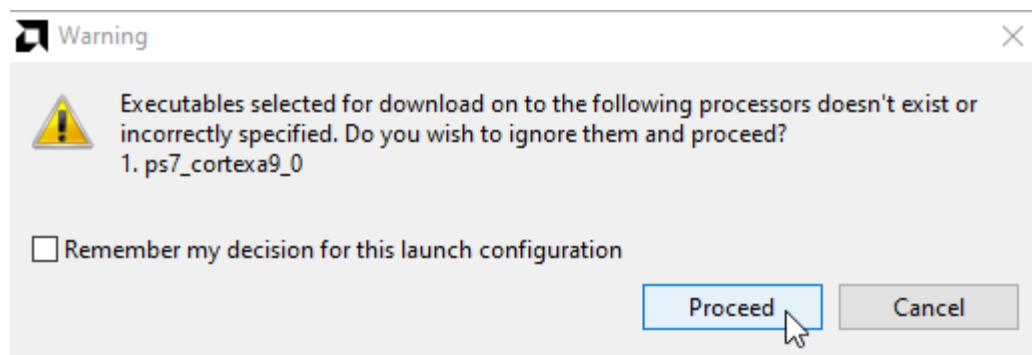 Warning
Executables selected for download on to the following processors doesn't exist or
incorrectly specified. Do you wish to ignore them and proceed?
1. ps7_cortexa9_0
Remember my decision for this launch configuration
Proceed
Cancel